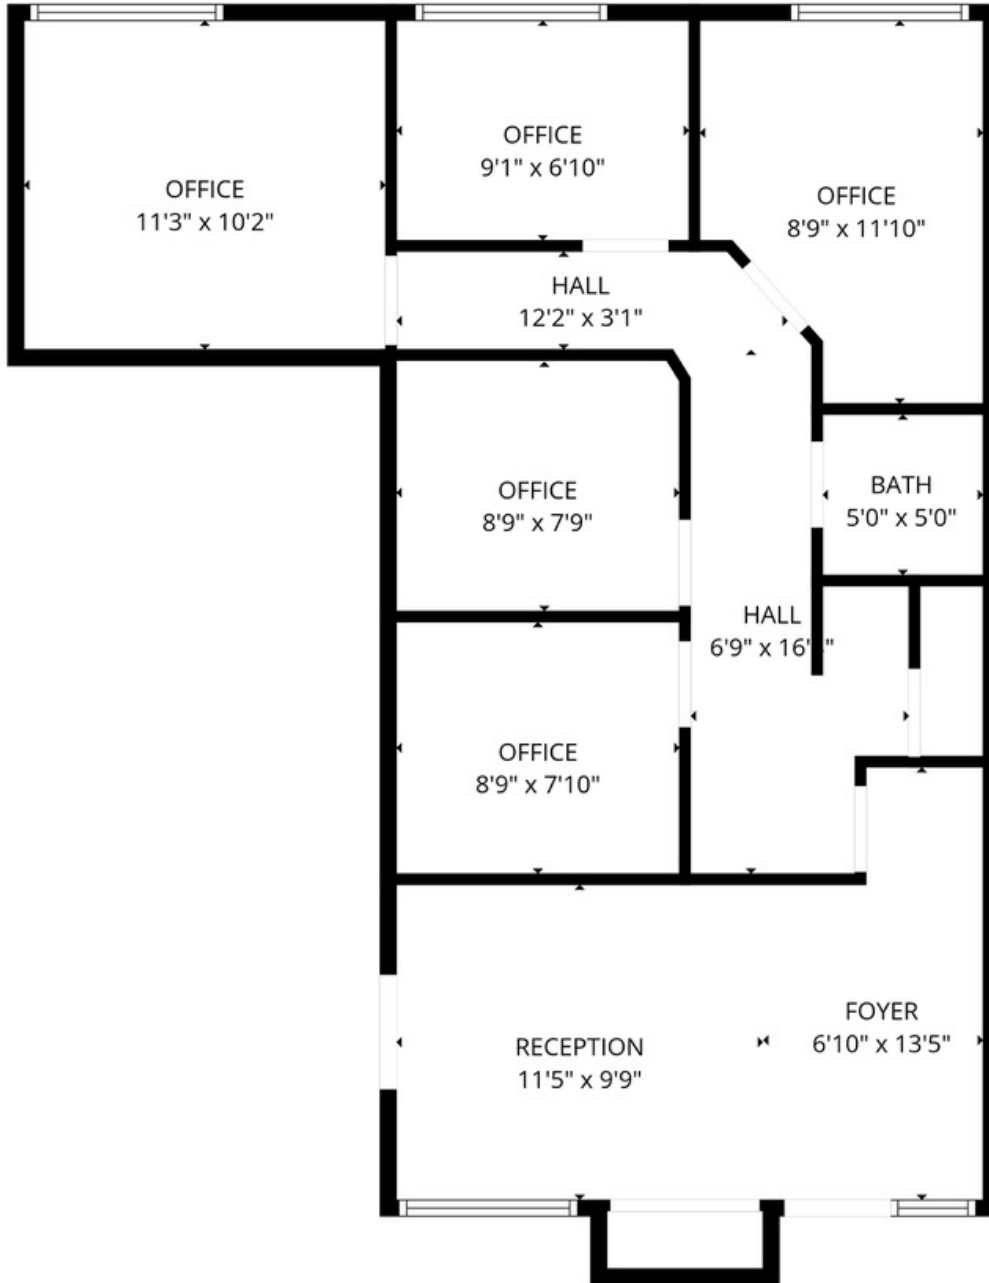 OFFICE
11'3" x 10'2"
OFFICE
9'1" x 6'10"
OFFICE
8'9" x 11'10"
HALL
12'2" x 3'1"
OFFICE
8'9" x 7'9"
BATH
5'0" x 5'0"
HALL
6'9" x
OFFICE
8'9" x 7'10"
RECEPTION
11'5" x 9'9"
FOYER
6'10" x 13'5"